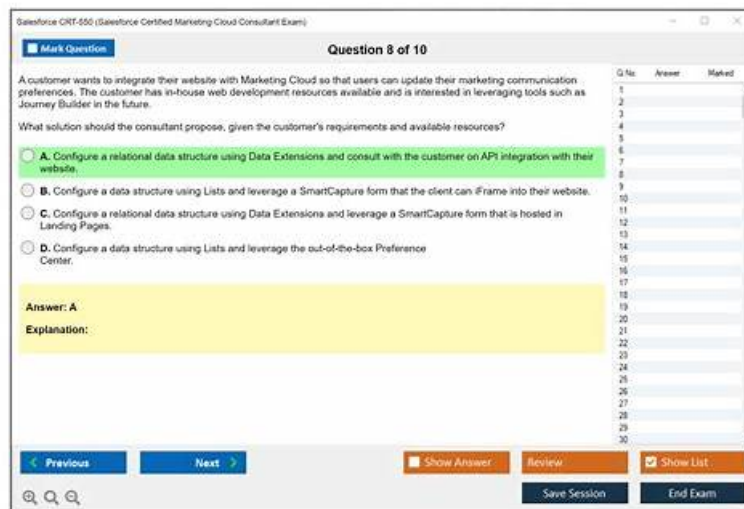 Salesforce CRT-550 (Salesforce Certified Marketing Cloud Consultant Exam)
Mark Question
Question 8 of 10
A customer wants to integrate their website with Marketing Cloud so that users can update their marketing communication
preferences. The customer has in-house web development resources available and is interested in leveraging tools such as
Journey Builder in the future.
What solution should the consultant propose, given the customer's requirements and available resources?
A. Configure a relational data structure using Data Extensions and consult with the customer on API integration with their
website.
B. Configure a data structure using Lists and leverage a SmartCapture form that the client can iFrame into their website.
C. Configure a relational data structure using Data Extensions and leverage a SmartCapture form that is hosted in
Landing Pages.
D. Configure a data structure using Lists and leverage the out-of-the-box Preference
Center.
Answer: A
Explanation:
Q.No Answer Marked
1
2
3
4
5
6
7
8
9
10
11
12
13
14
15
16
17
18
19
20
21
22
23
24
25
26
27
28
29
30
Previous
Next
Show Answer
Review
Show List
Save Session
End Exam